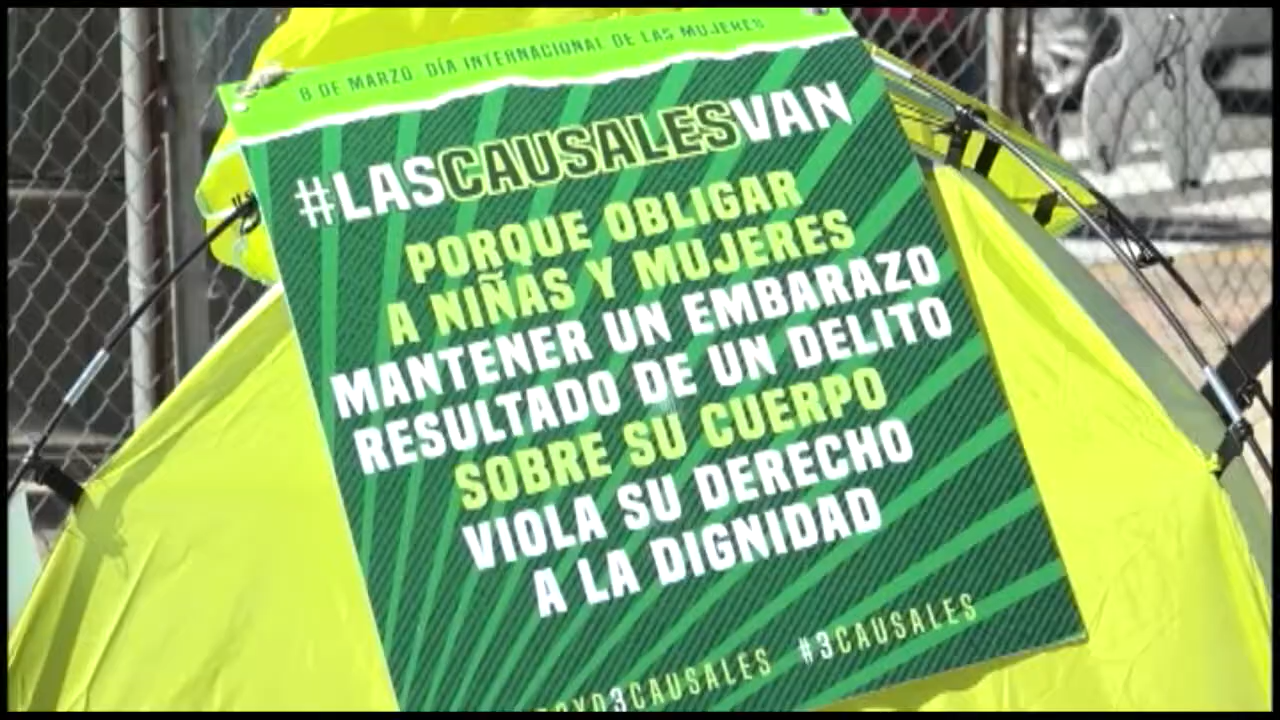 8 DE MARZO DÍA INTERNACIONAL DE LAS MUJERES
#LASCAUSALESVAN
PORQUE OBLIGAR
A NIÑAS Y MUJERES
MANTENER UN EMBARAZO
RESULTADO DE UN DELITO
SOBRE SU CUERPO
VIOLA SU DERECHO
A LA DIGNIDAD
#3CAUSALES